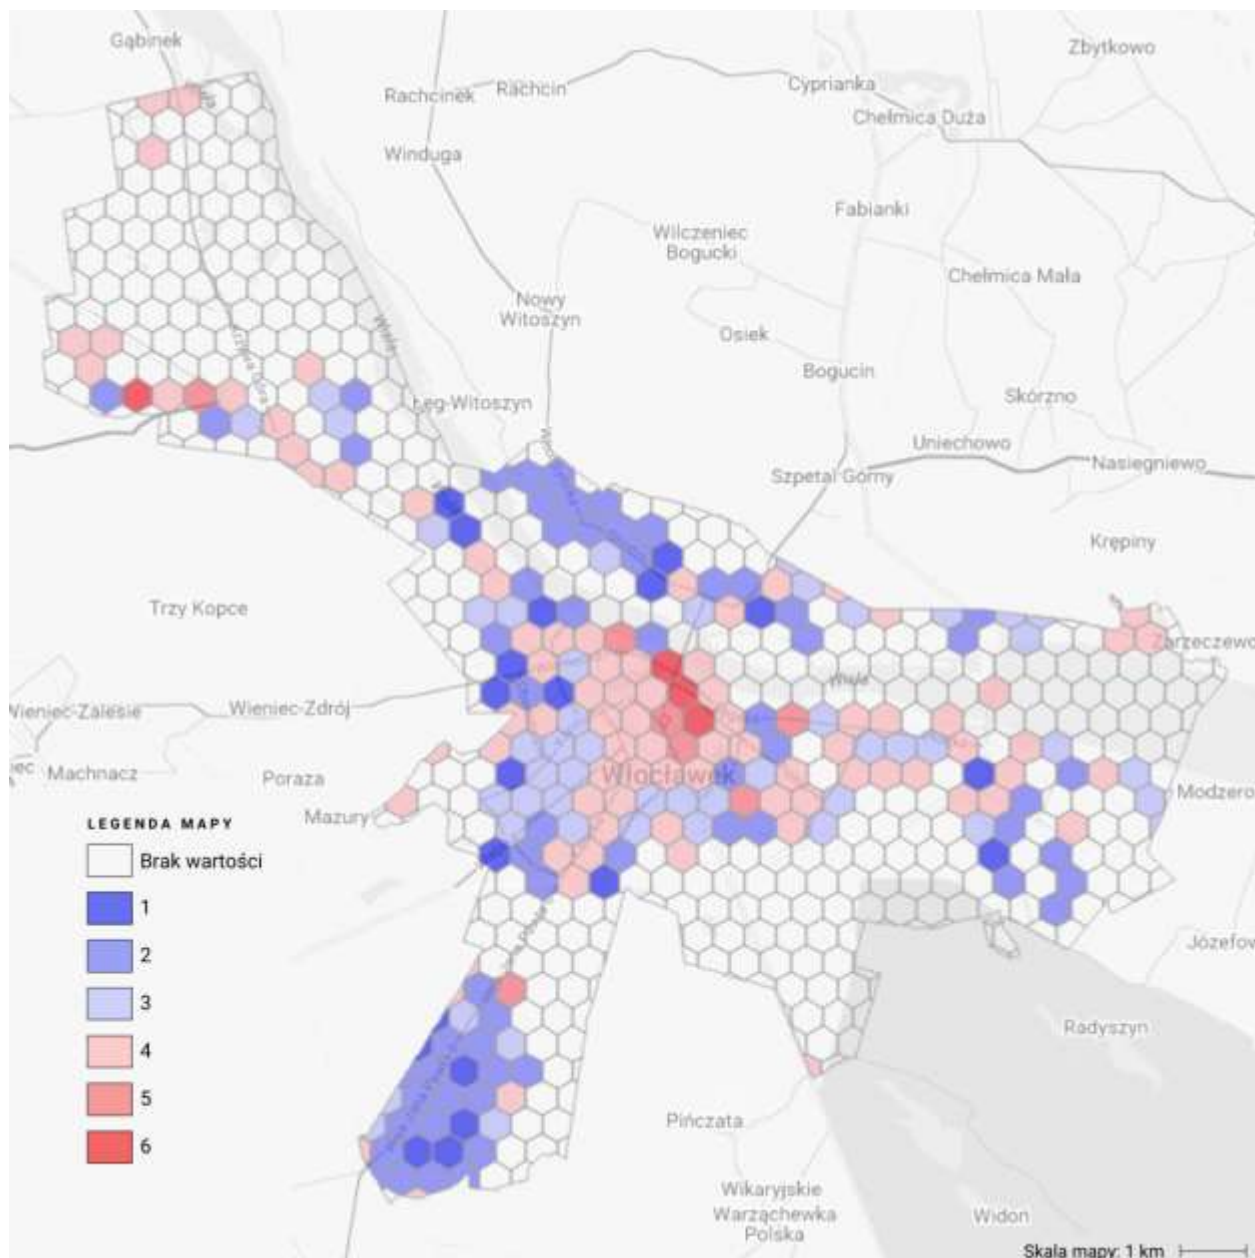 Gąbinek
Zbytkowo
Rachcinek
Rachcin
Cyprianka
Chełmica Duża
Winduga
Fabianki
Wilczeniec
Bogucki
Chełmica Mała
Nowy
Witoszyn
Osiek
Wisła
Bogucin
Skórzno
Łęg-Witoszyn
Uniechowo
Nasiegniewo
Szpetal Górny
Krępiny
Trzy Kopce
Zarzeczewo
Wisła
Wieniec-Zalesie
Wieniec-Zdrój
Machnacz
Poraza
Włocławek
Modzero
Mazury
LEGENDA MAPY
Brak wartości
1
2
3
4
5
6
Józefow
Radyszyn
Pińczata
Wikaryjskie
Warząchewka
Polska
Widoń
Skala mapy: 1 km